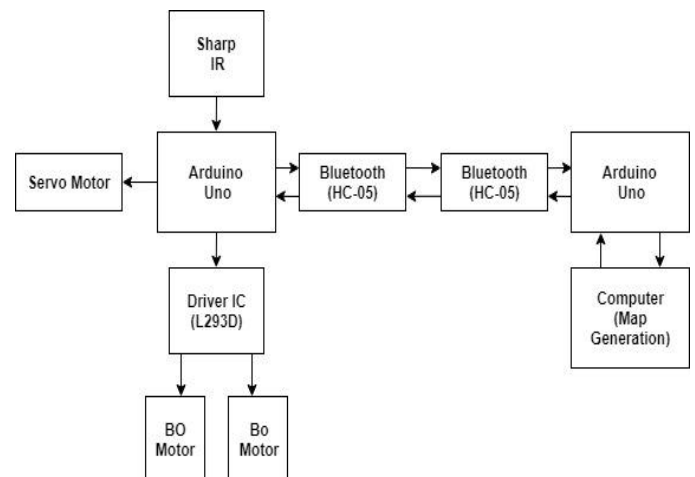 Sharp
IR
Servo Motor
Arduino
Uno
Bluetooth
(HC-05)
Bluetooth
(HC-05)
Arduino
Uno
Driver IC
(L293D)
Computer
(Map
Generation)
BO
Motor
Bo
Motor